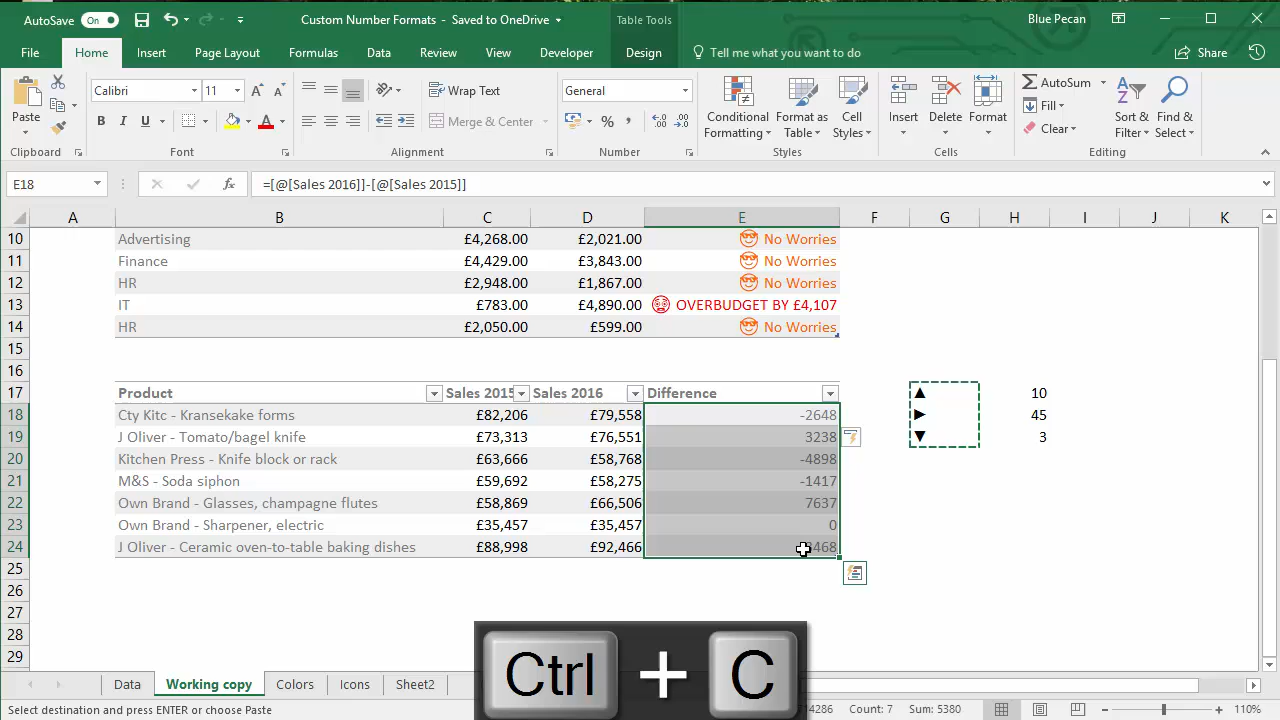 AutoSave On Custom Number Formats - Saved to OneDrive Table Tools Blue Pecan
File Home Insert Page Layout Formulas Data Review View Developer Design Tell me what you want to do Share
Paste Calibri 11 A A Wrap Text General Conditional Formatting Format as Table Cell Styles Insert Delete Format AutoSum Sort & Filter Find & Select
B I U A Merge & Center % , Fill
Clear
Clipboard Font Alignment Number Styles Cells Editing
E18 fx =[@[Sales 2016]]-[@[Sales 2015]]
A B C D E F G H I J K
10 Advertising £4,268.00 £2,021.00 No Worries
11 Finance £4,429.00 £3,843.00 No Worries
12 HR £2,948.00 £1,867.00 No Worries
13 IT £783.00 £4,890.00 OVERBUDGET BY £4,107
14 HR £2,050.00 £599.00 No Worries
15
16
17 Product Sales 2015 Sales 2016 Difference ▲ 10
18 Cty Kitc - Kransekake forms £82,206 £79,558 -2648 ► 45
19 J Oliver - Tomato/bagel knife £73,313 £76,551 3238 ▼ 3
20 Kitchen Press - Knife block or rack £63,666 £58,768 -4898
21 M&S - Soda siphon £59,692 £58,275 -1417
22 Own Brand - Glasses, champagne flutes £58,869 £66,506 7637
23 Own Brand - Sharpener, electric £35,457 £35,457 0
24 J Oliver - Ceramic oven-to-table baking dishes £88,998 £92,466 468
25
26
27
28
29
Ctrl + C
Data Working copy Colors Icons Sheet2
Select destination and press ENTER or choose Paste 14286 Count: 7 Sum: 5380 110%